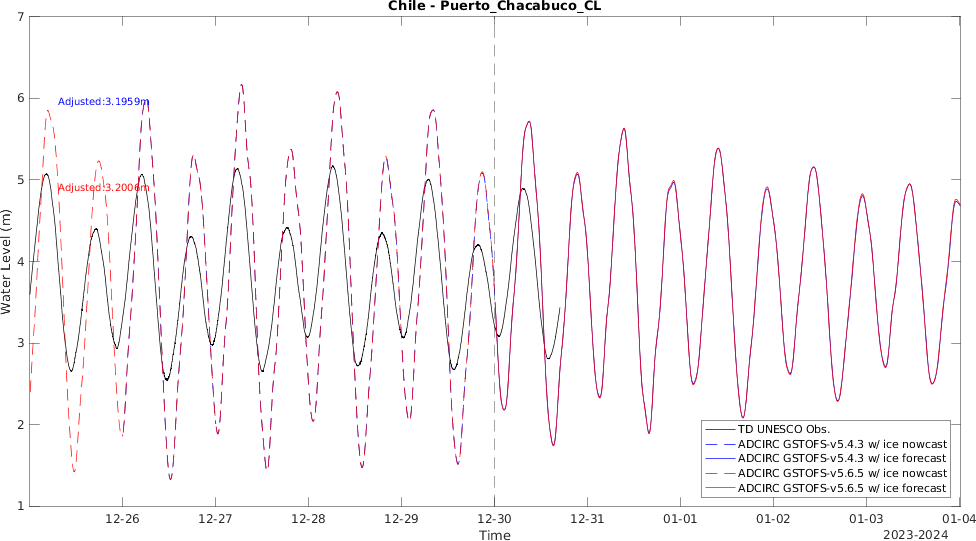 Chile - Puerto_Chacabuco_CL
7
6
5
4
3
2
1
Water Level (m)
Adjusted:3.1959m
Adjusted:3.2006m
TD UNESCO Obs.
ADCIRC GSTOFS-v5.4.3 w/ ice nowcast
ADCIRC GSTOFS-v5.4.3 w/ ice forecast
ADCIRC GSTOFS-v5.6.5 w/ ice nowcast
ADCIRC GSTOFS-v5.6.5 w/ ice forecast
12-26 12-27 12-28 12-29 12-30 12-31 01-01 01-02 01-03 01-04
Time
2023-2024